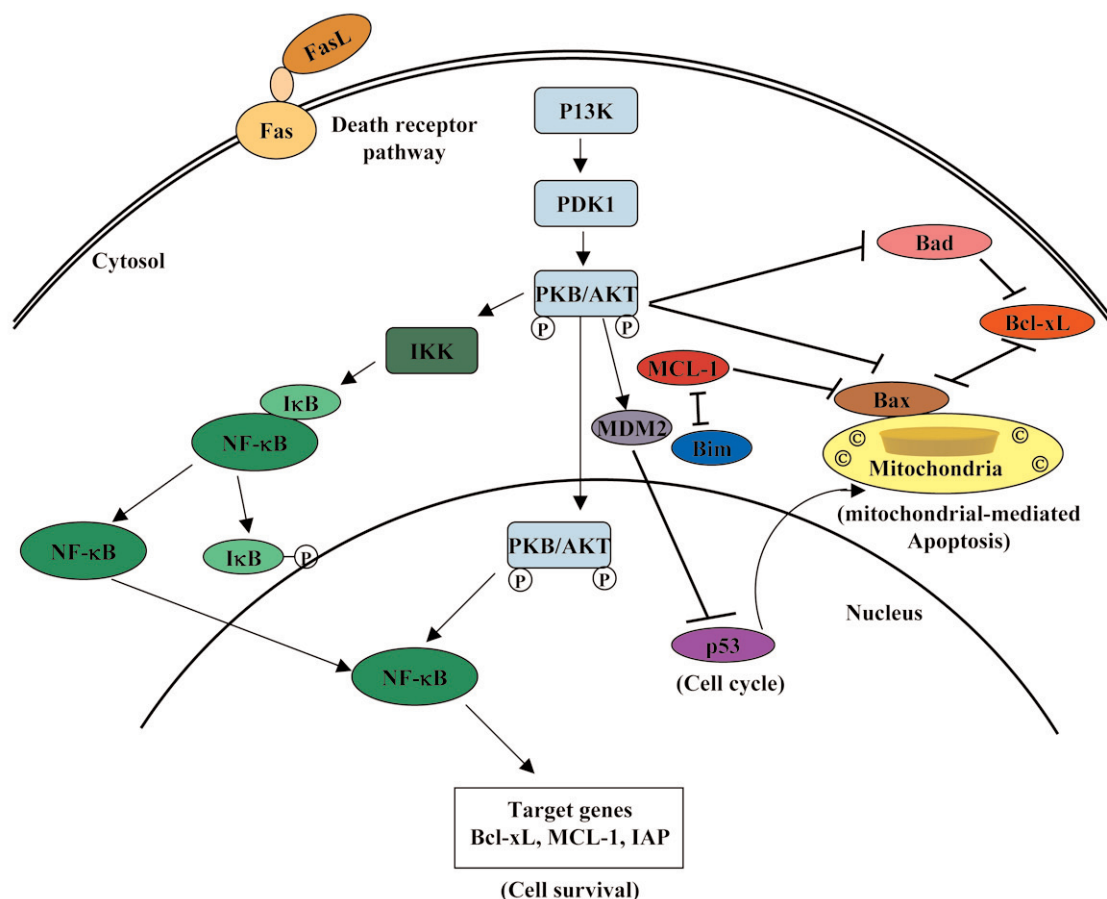 FasL
Fas
Death receptor
pathway
P13K
PDK1
Cytosol
PKB/AKT
P
P
Bad
Bcl-xL
IKK
MCL-1
Bax
IκB
NF-κB
MDM2
Bim
©
©
©
©
Mitochondria
(mitochondrial-mediated
Apoptosis)
NF-κB
IκB
P
PKB/AKT
P
P
Nucleus
p53
(Cell cycle)
NF-κB
Target genes
Bcl-xL, MCL-1, IAP
(Cell survival)